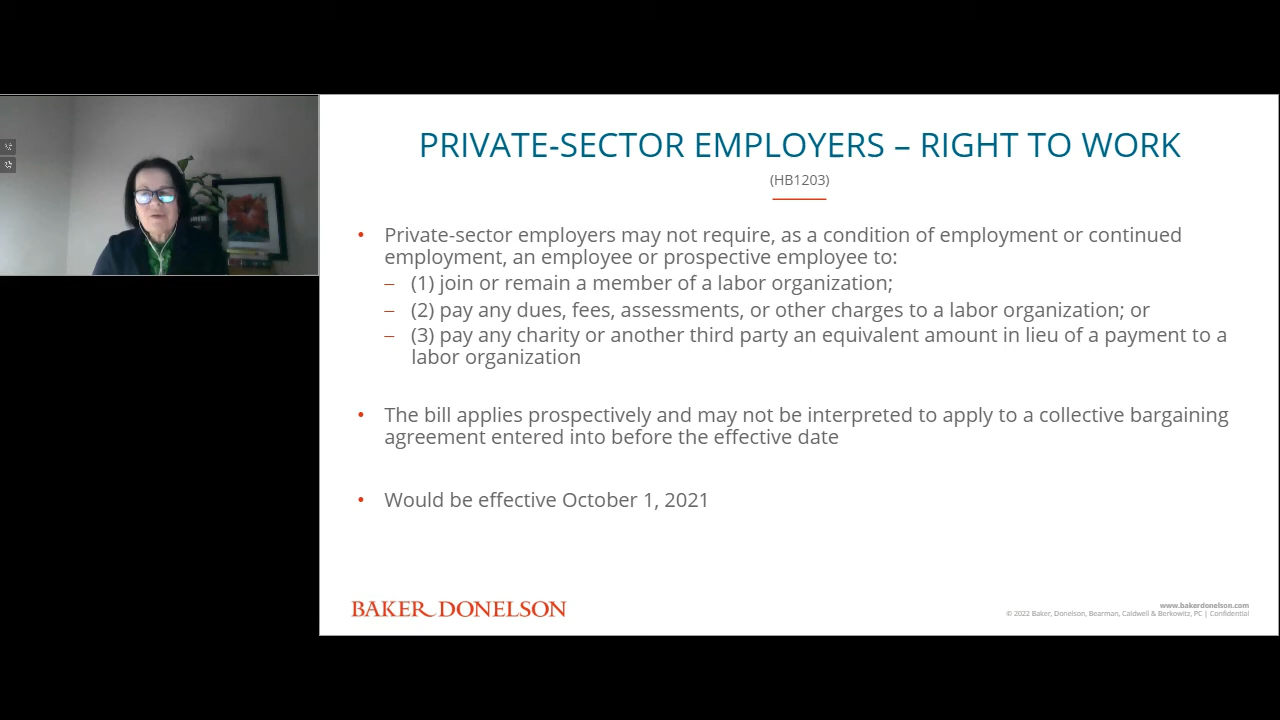 PRIVATE-SECTOR EMPLOYERS – RIGHT TO WORK
(HB1203)
• Private-sector employers may not require, as a condition of employment or continued
employment, an employee or prospective employee to:
– (1) join or remain a member of a labor organization;
– (2) pay any dues, fees, assessments, or other charges to a labor organization; or
– (3) pay any charity or another third party an equivalent amount in lieu of a payment to a
labor organization
• The bill applies prospectively and may not be interpreted to apply to a collective bargaining
agreement entered into before the effective date
• Would be effective October 1, 2021
BAKER DONELSON
www.bakerdonelson.com
© 2022 Baker, Donelson, Bearman, Caldwell & Berkowitz, PC | Confidential